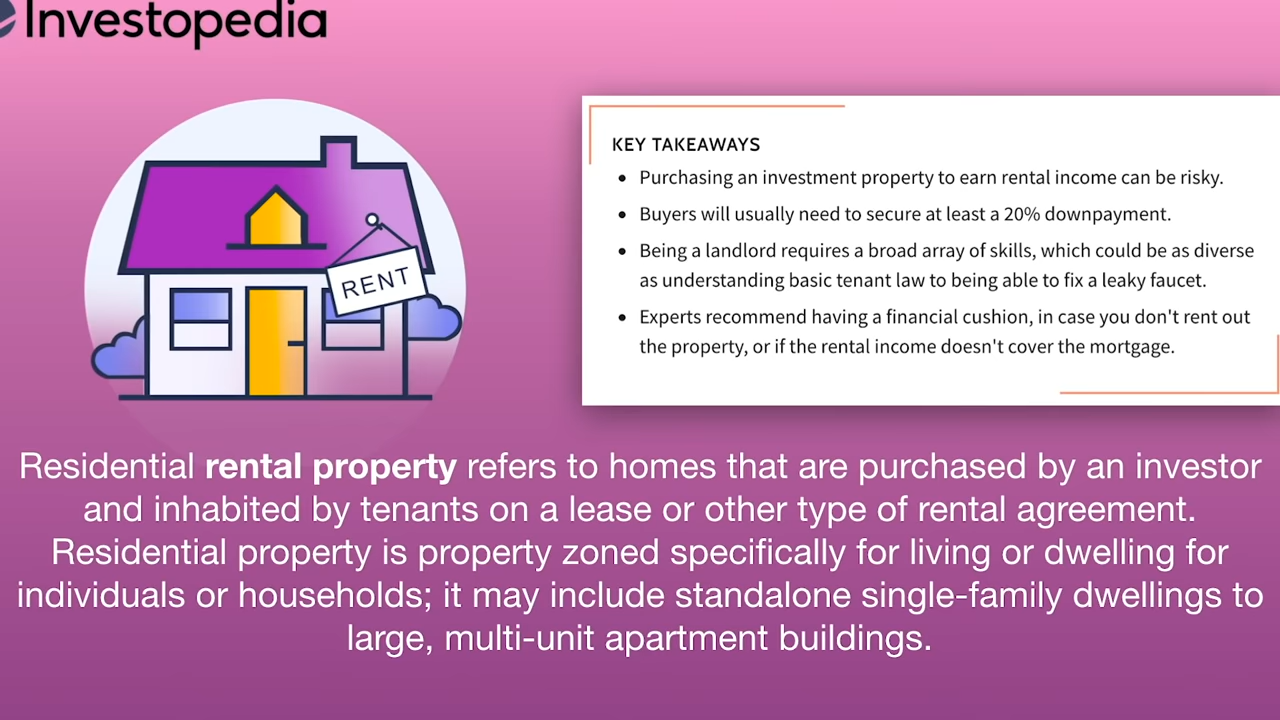 Investopedia
RENT
KEY TAKEAWAYS
• Purchasing an investment property to earn rental income can be risky.
• Buyers will usually need to secure at least a 20% downpayment.
• Being a landlord requires a broad array of skills, which could be as diverse
as understanding basic tenant law to being able to fix a leaky faucet.
• Experts recommend having a financial cushion, in case you don't rent out
the property, or if the rental income doesn't cover the mortgage.
Residential rental property refers to homes that are purchased by an investor
and inhabited by tenants on a lease or other type of rental agreement.
Residential property is property zoned specifically for living or dwelling for
individuals or households; it may include standalone single-family dwellings to
large, multi-unit apartment buildings.